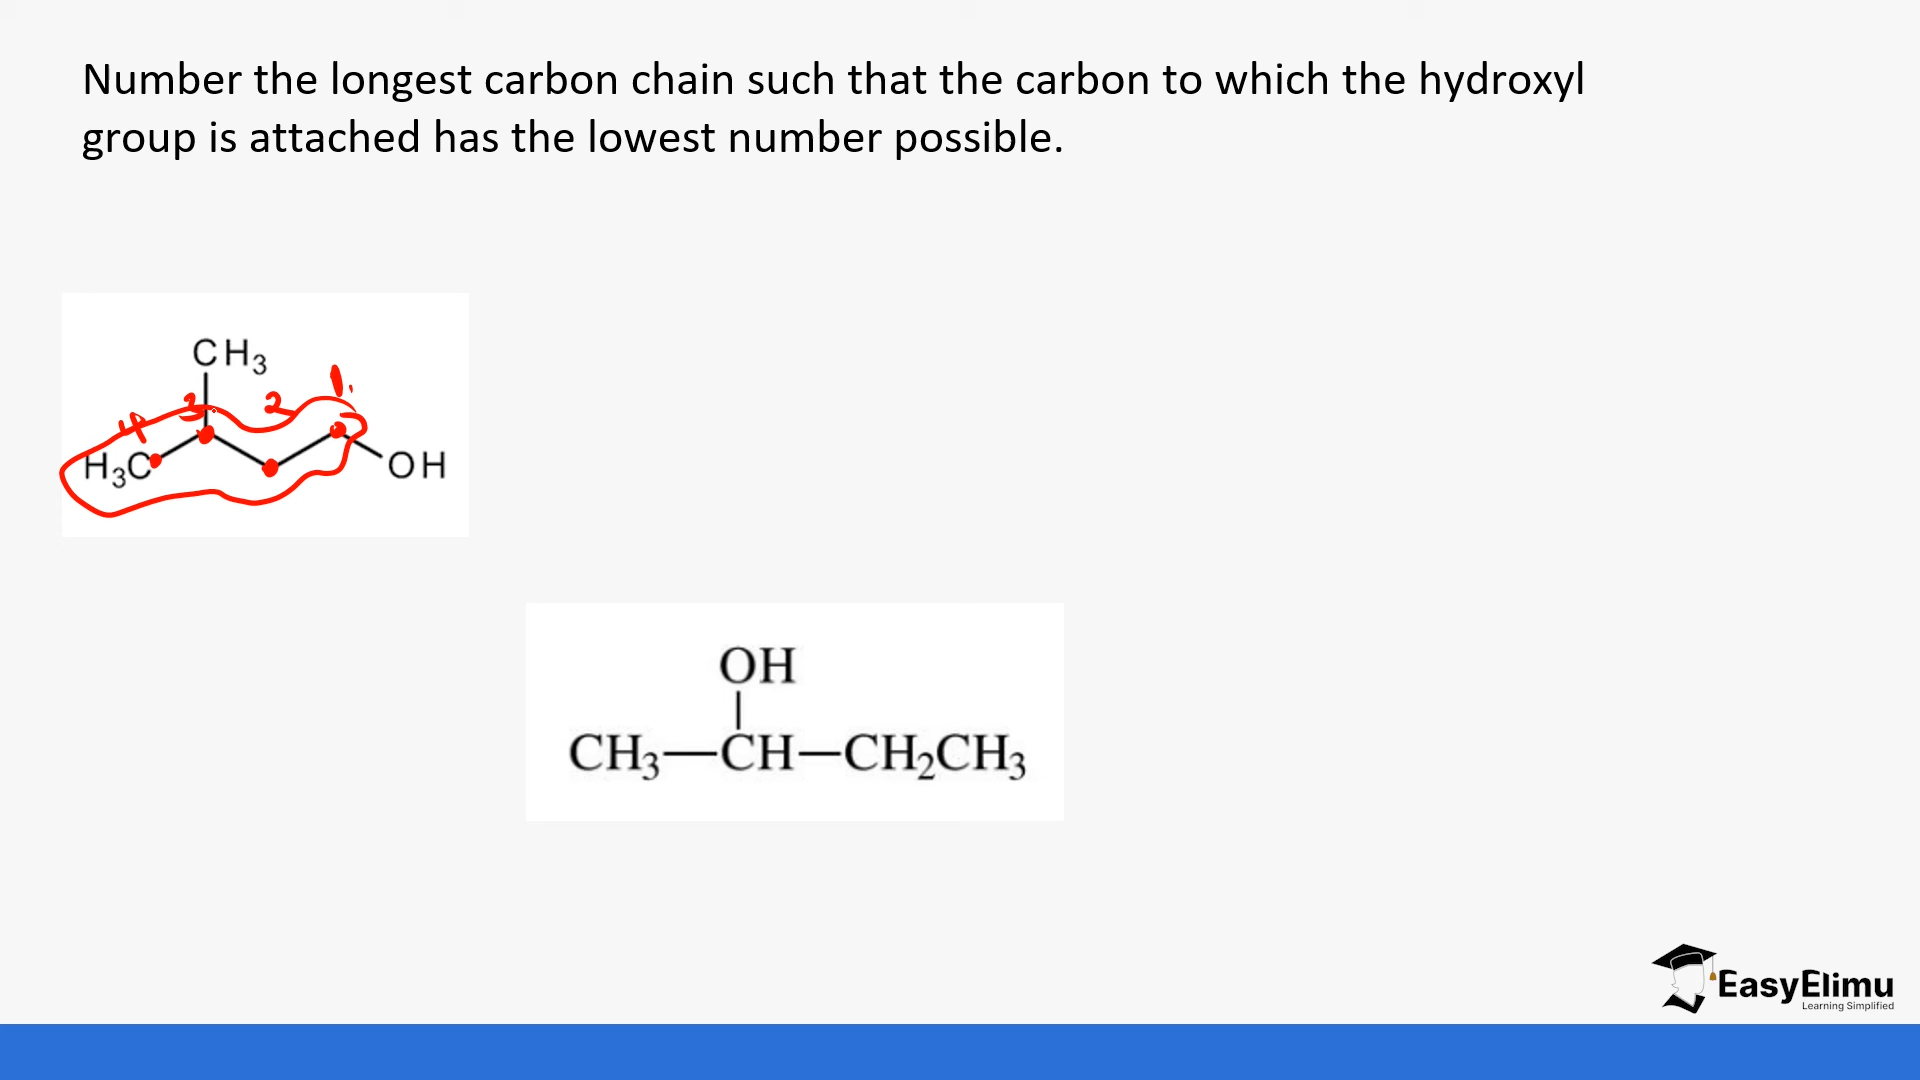 Number the longest carbon chain such that the carbon to which the hydroxyl
group is attached has the lowest number possible.
CH₃
4 3 2 1
H₃C OH
OH
CH₃—CH—CH₂CH₃
EasyElimu
Learning Simplified